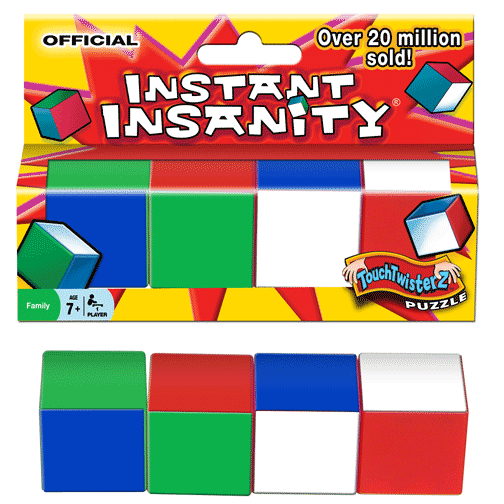 OFFICIAL
Over 20 million
sold!
INSTANT
INSANITY®
TouchTwisterZ
PUZZLE
Family
AGE
7+
1
PLAYER